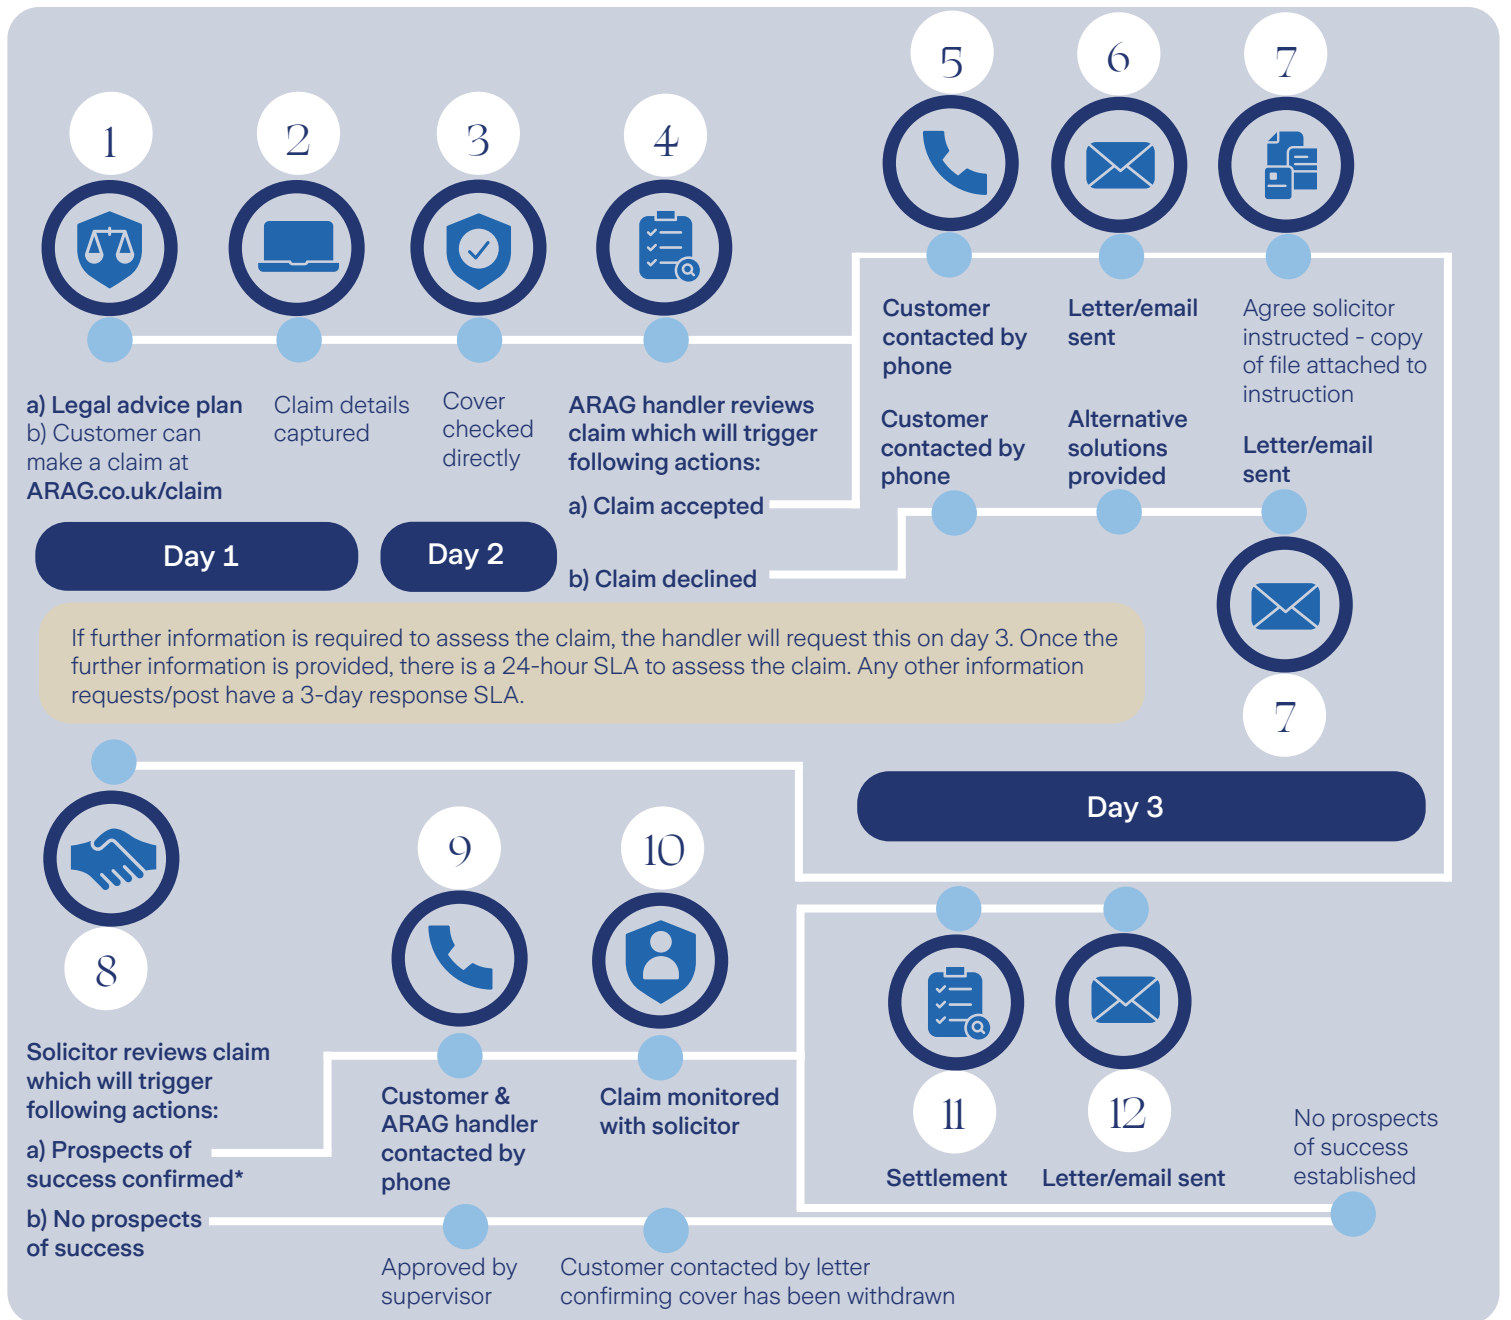 1
2
3
4
5
6
7
a) Legal advice plan
b) Customer can
make a claim at
ARAG.co.uk/claim
Claim details
captured
Cover
checked
directly
ARAG handler reviews
claim which will trigger
following actions:
a) Claim accepted
b) Claim declined
Customer
contacted by
phone
Letter/email
sent
Agree solicitor
instructed - copy
of file attached to
instruction
Customer
contacted by
phone
Alternative
solutions
provided
Letter/email
sent
7
Day 1
Day 2
If further information is required to assess the claim, the handler will request this on day 3. Once the
further information is provided, there is a 24-hour SLA to assess the claim. Any other information
requests/post have a 3-day response SLA.
Day 3
8
Solicitor reviews claim
which will trigger
following actions:
a) Prospects of
success confirmed*
b) No prospects
of success
9
Customer &
ARAG handler
contacted by
phone
10
Claim monitored
with solicitor
11
Settlement
12
Letter/email sent
No prospects
of success
established
Approved by
supervisor
Customer contacted by letter
confirming cover has been withdrawn